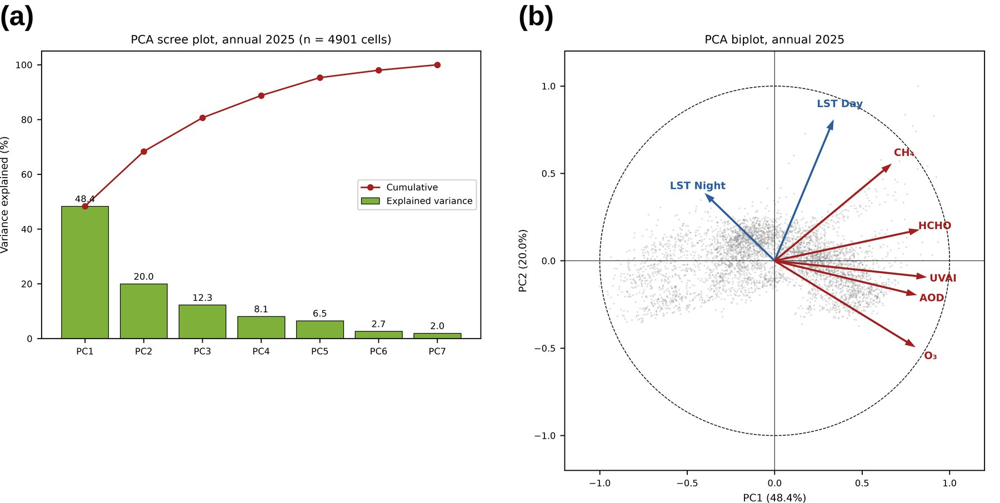 (a)
PCA scree plot, annual 2025 (n = 4901 cells)
Variance explained (%)
100
80
60
40
20
0
48.4
20.0
12.3
8.1
6.5
2.7
2.0
Cumulative
Explained variance
PC1 PC2 PC3 PC4 PC5 PC6 PC7
(b)
PCA biplot, annual 2025
PC2 (20.0%)
1.0
0.5
0.0
−0.5
−1.0
LST Day
CH₄
LST Night
HCHO
UVAI
AOD
O₃
−1.0 −0.5 0.0 0.5 1.0
PC1 (48.4%)